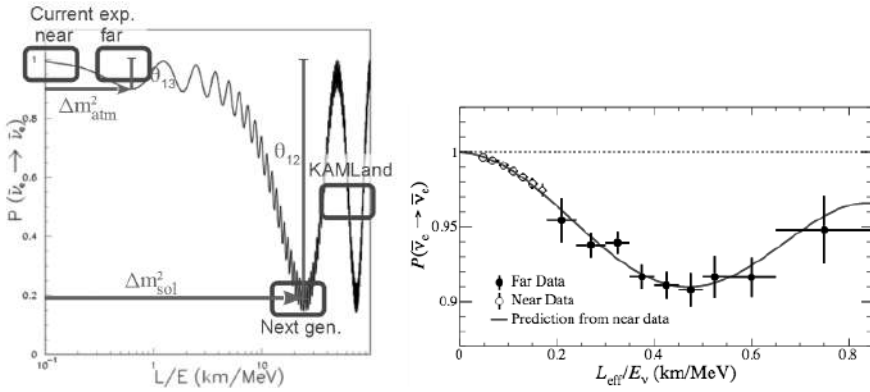 Current exp.
near far
1
θ13
Δm²atm
0.8
P (ν̄e → ν̄e)
0.6
θ12
KAMLand
0.4
Δm²sol
0.2
Next gen.
0
10⁻¹ 1 10
L/E (km/MeV)
1
P(ν̄e → ν̄e)
0.95
Far Data
Near Data
0.9
Prediction from near data
0 0.2 0.4 0.6 0.8
Leff/Eν (km/MeV)